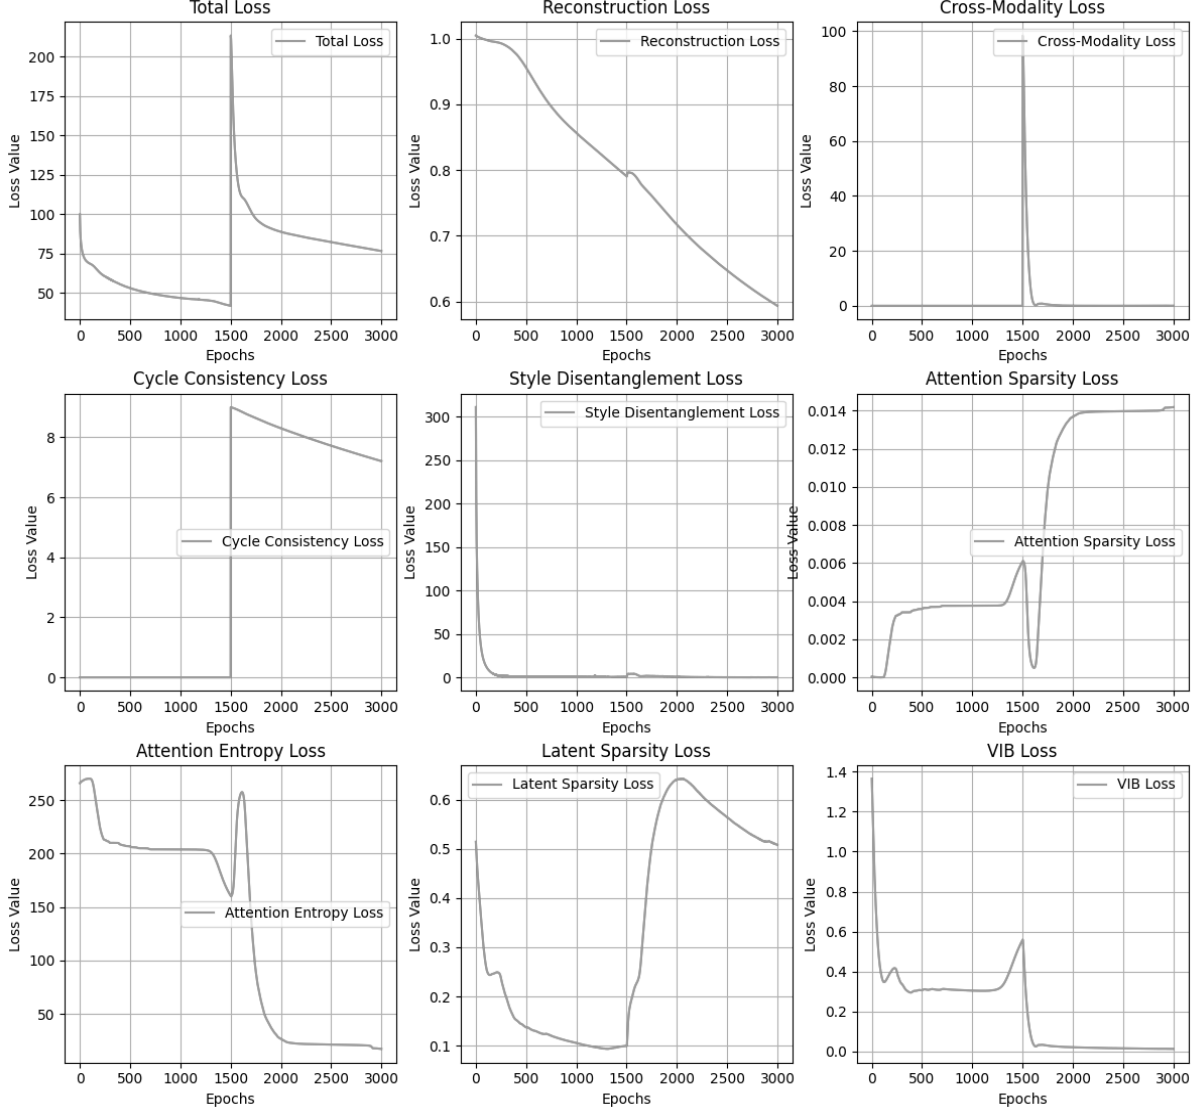 Total Loss
Reconstruction Loss
Cross-Modality Loss
Total Loss
Reconstruction Loss
Cross-Modality Loss
Loss Value
Loss Value
Loss Value
200
175
150
125
100
75
50
1.0
0.9
0.8
0.7
0.6
100
80
60
40
20
0
0 500 1000 1500 2000 2500 3000
0 500 1000 1500 2000 2500 3000
0 500 1000 1500 2000 2500 3000
Epochs
Epochs
Epochs
Cycle Consistency Loss
Style Disentanglement Loss
Attention Sparsity Loss
Cycle Consistency Loss
Style Disentanglement Loss
Attention Sparsity Loss
Loss Value
Loss Value
Loss Value
8
6
4
2
0
300
250
200
150
100
50
0
0.014
0.012
0.010
0.008
0.006
0.004
0.002
0.000
0 500 1000 1500 2000 2500 3000
0 500 1000 1500 2000 2500 3000
0 500 1000 1500 2000 2500 3000
Epochs
Epochs
Epochs
Attention Entropy Loss
Latent Sparsity Loss
VIB Loss
Attention Entropy Loss
Latent Sparsity Loss
VIB Loss
Loss Value
Loss Value
Loss Value
250
200
150
100
50
0.6
0.5
0.4
0.3
0.2
0.1
1.4
1.2
1.0
0.8
0.6
0.4
0.2
0.0
0 500 1000 1500 2000 2500 3000
0 500 1000 1500 2000 2500 3000
0 500 1000 1500 2000 2500 3000
Epochs
Epochs
Epochs